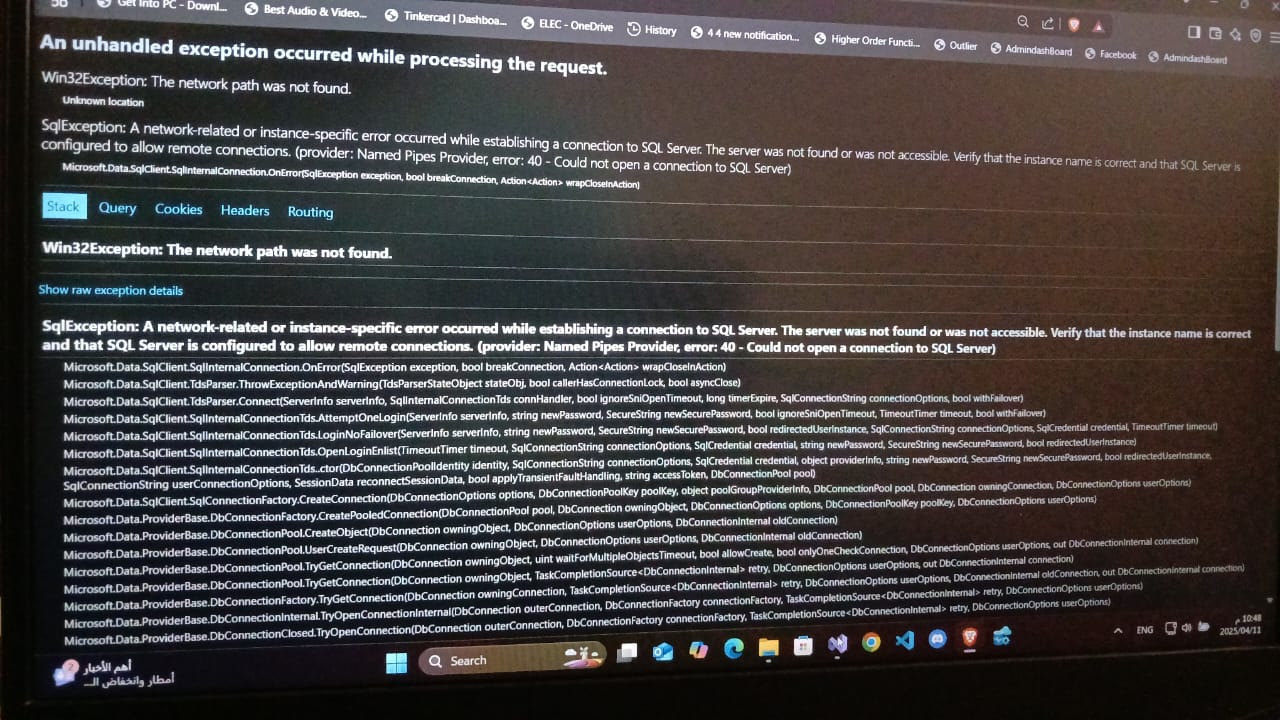 Get Into PC - Downl...
Best Audio & Video...
Tinkercad | Dashboa...
ELEC - OneDrive
History
4 4 new notification...
Higher Order Functi...
Outlier
AdmindashBoard
Facebook
AdmindashBoard
An unhandled exception occurred while processing the request.
Win32Exception: The network path was not found.
Unknown location
SqlException: A network-related or instance-specific error occurred while establishing a connection to SQL Server. The server was not found or was not accessible. Verify that the instance name is correct and that SQL Server is
configured to allow remote connections. (provider: Named Pipes Provider, error: 40 - Could not open a connection to SQL Server)
Microsoft.Data.SqlClient.SqlInternalConnection.OnError(SqlException exception, bool breakConnection, Action<Action> wrapCloseInAction)
Stack Query Cookies Headers Routing
Win32Exception: The network path was not found.
Show raw exception details
SqlException: A network-related or instance-specific error occurred while establishing a connection to SQL Server. The server was not found or was not accessible. Verify that the instance name is correct
and that SQL Server is configured to allow remote connections. (provider: Named Pipes Provider, error: 40 - Could not open a connection to SQL Server)
Microsoft.Data.SqlClient.SqlInternalConnection.OnError(SqlException exception, bool breakConnection, Action<Action> wrapCloseInAction)
Microsoft.Data.SqlClient.TdsParser.ThrowExceptionAndWarning(TdsParserStateObject stateObj, bool callerHasConnectionLock, bool asyncClose)
Microsoft.Data.SqlClient.TdsParser.Connect(ServerInfo serverInfo, SqlInternalConnectionTds connHandler, bool ignoreSniOpenTimeout, long timerExpire, SqlConnectionString connectionOptions, bool withFailover)
Microsoft.Data.SqlClient.SqlInternalConnectionTds.AttemptOneLogin(ServerInfo serverInfo, string newPassword, SecureString newSecurePassword, bool ignoreSniOpenTimeout, TimeoutTimer timeout, bool withFailover)
Microsoft.Data.SqlClient.SqlInternalConnectionTds.LoginNoFailover(ServerInfo serverInfo, string newPassword, SecureString newSecurePassword, bool redirectedUserInstance, SqlConnectionString connectionOptions, SqlCredential credential, TimeoutTimer timeout)
Microsoft.Data.SqlClient.SqlInternalConnectionTds.OpenLoginEnlist(TimeoutTimer timeout, SqlConnectionString connectionOptions, SqlCredential credential, string newPassword, SecureString newSecurePassword, bool redirectedUserInstance)
Microsoft.Data.SqlClient.SqlInternalConnectionTds..ctor(DbConnectionPoolIdentity identity, SqlConnectionString connectionOptions, SqlCredential credential, object providerInfo, string newPassword, SecureString newSecurePassword, bool redirectedUserInstance,
SqlConnectionString userConnectionOptions, SessionData reconnectSessionData, bool applyTransientFaultHandling, string accessToken, DbConnectionPool pool)
Microsoft.Data.SqlClient.SqlConnectionFactory.CreateConnection(DbConnectionOptions options, DbConnectionPoolKey poolKey, object poolGroupProviderInfo, DbConnectionPool pool, DbConnection owningConnection, DbConnectionOptions userOptions)
Microsoft.Data.ProviderBase.DbConnectionFactory.CreatePooledConnection(DbConnectionPool pool, DbConnection owningObject, DbConnectionOptions options, DbConnectionPoolKey poolKey, DbConnectionOptions userOptions)
Microsoft.Data.ProviderBase.DbConnectionPool.CreateObject(DbConnection owningObject, DbConnectionOptions userOptions, DbConnectionInternal oldConnection)
Microsoft.Data.ProviderBase.DbConnectionPool.UserCreateRequest(DbConnection owningObject, DbConnectionOptions userOptions, DbConnectionInternal oldConnection)
Microsoft.Data.ProviderBase.DbConnectionPool.TryGetConnection(DbConnection owningObject, uint waitForMultipleObjectsTimeout, bool allowCreate, bool onlyOneCheckConnection, DbConnectionOptions userOptions, out DbConnectionInternal connection)
Microsoft.Data.ProviderBase.DbConnectionPool.TryGetConnection(DbConnection owningObject, TaskCompletionSource<DbConnectionInternal> retry, DbConnectionOptions userOptions, out DbConnectionInternal connection)
Microsoft.Data.ProviderBase.DbConnectionFactory.TryGetConnection(DbConnection owningConnection, TaskCompletionSource<DbConnectionInternal> retry, DbConnectionOptions userOptions, DbConnectionInternal oldConnection, out DbConnectionInternal connection)
Microsoft.Data.ProviderBase.DbConnectionInternal.TryOpenConnectionInternal(DbConnection outerConnection, DbConnectionFactory connectionFactory, TaskCompletionSource<DbConnectionInternal> retry, DbConnectionOptions userOptions)
Microsoft.Data.ProviderBase.DbConnectionClosed.TryOpenConnection(DbConnection outerConnection, DbConnectionFactory connectionFactory, TaskCompletionSource<DbConnectionInternal> retry, DbConnectionOptions userOptions)
أهم الأخبار
أمطار وانخفاض الـ...
Search
ENG
10:48 م
2025/04/11